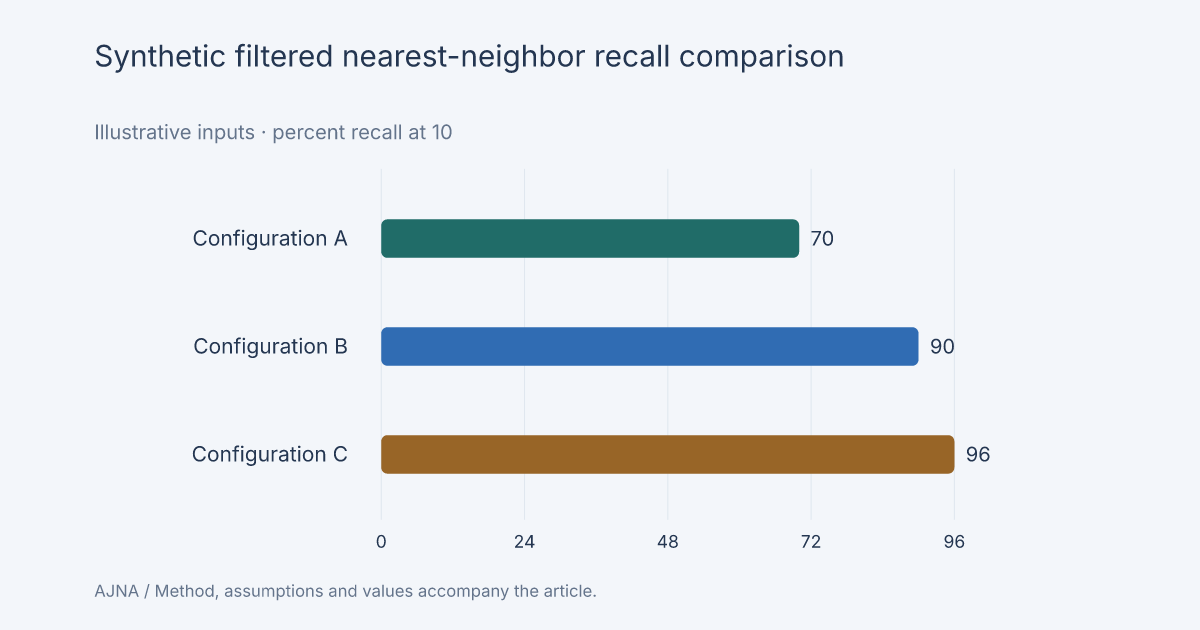 Synthetic filtered nearest-neighbor recall comparison
Illustrative inputs · percent recall at 10
Configuration A 70
Configuration B 90
Configuration C 96
0 24 48 72 96
AJNA / Method, assumptions and values accompany the article.